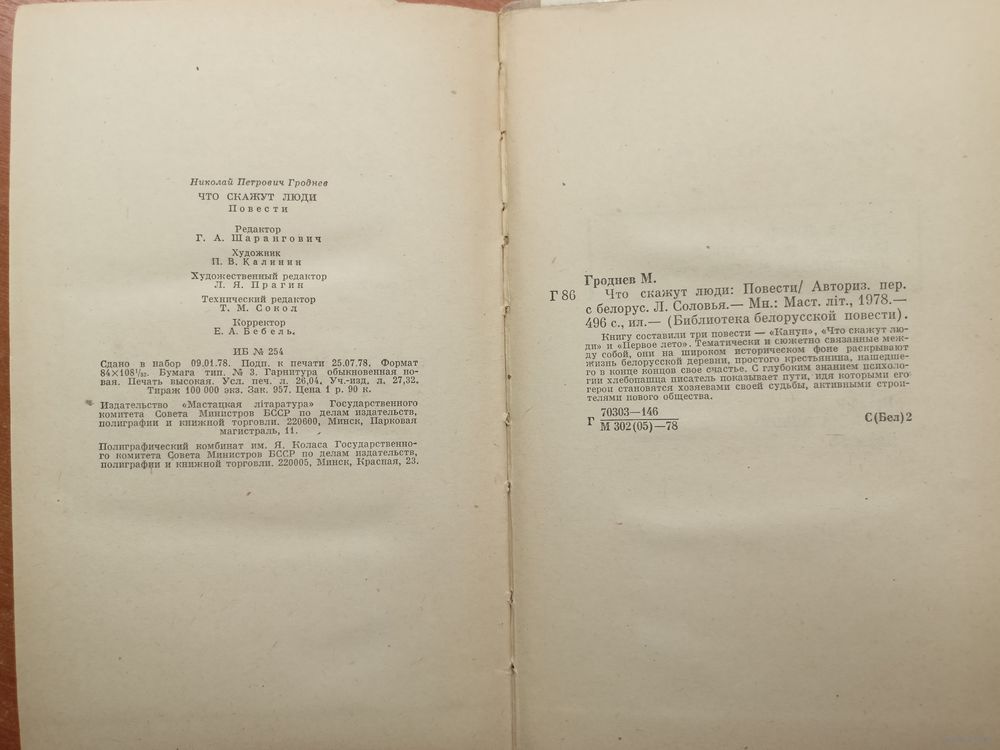 Николай Петрович Гроднев
ЧТО СКАЖУТ ЛЮДИ
Повести
Редактор
Г. А. Шарангович
Художник
П. В. Калинин
Художественный редактор
Л. Я. Прагин
Технический редактор
Т. М. Сокол
Корректор
Е. А. Бебель.
ИБ № 254
Сдано в набор 09.01.78. Подп. к печати 25.07.78. Формат
84×108¹/₃₂. Бумага тип. № 3. Гарнитура обыкновенная но-
вая. Печать высокая. Усл. печ. л. 26,04. Уч.-изд. л. 27,32.
Тираж 100 000 экз. Зак. 957. Цена 1 р. 90 к.
Издательство «Мастацкая літаратура» Государственного
комитета Совета Министров БССР по делам издательств,
полиграфии и книжной торговли. 220600, Минск, Парковая
магистраль, 11.
Полиграфический комбинат им. Я. Коласа Государственно-
го комитета Совета Министров БССР по делам издательств,
полиграфии и книжной торговли. 220005, Минск, Красная, 23.
Гроднев М.
Г 86
Что скажут люди: Повести/ Авториз. пер.
с белорус. Л. Соловья.— Мн.: Маст. літ., 1978.—
496 с., ил.— (Библиотека белорусской повести).
Книгу составили три повести — «Канун», «Что скажут лю-
ди» и «Первое лето». Тематически и сюжетно связанные меж-
ду собой, они на широком историческом фоне раскрывают
жизнь белорусской деревни, простого крестьянина, нашедше-
го в конце концов свое счастье. С глубоким знанием психоло-
гии хлебопашца писатель показывает пути, идя которыми его
герои становятся хозяевами своей судьбы, активными строи-
телями нового общества.
Г 70303—146
М 302(05)—78
С(Бел)2